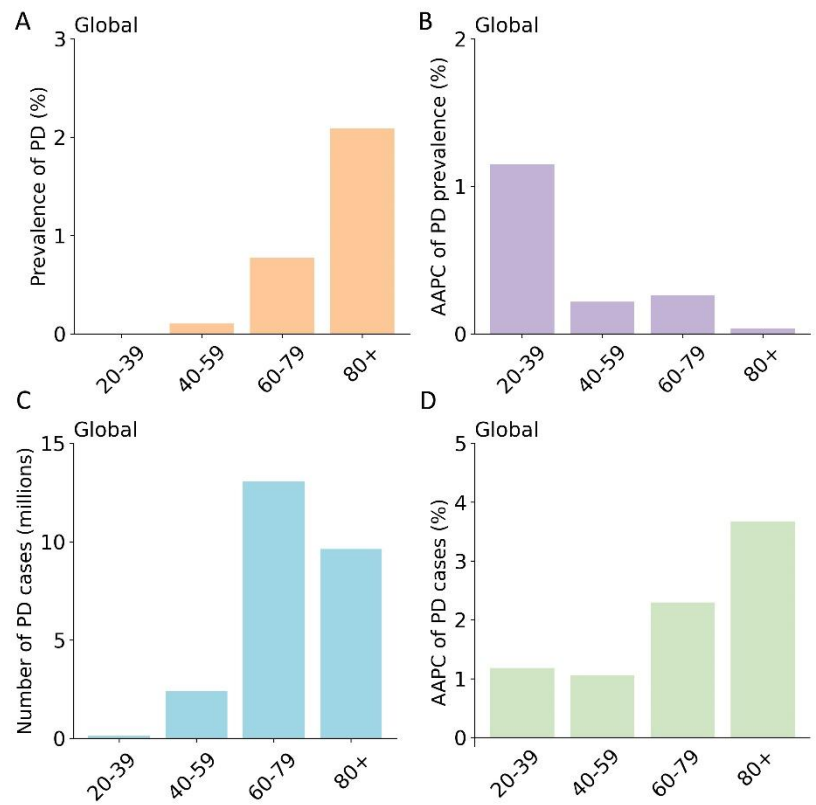 A
Global
Prevalence of PD (%)
3
2
1
0
20-39
40-59
60-79
80+
B
Global
AAPC of PD prevalence (%)
2
1
0
20-39
40-59
60-79
80+
C
Global
Number of PD cases (millions)
15
10
5
0
20-39
40-59
60-79
80+
D
Global
AAPC of PD cases (%)
5
4
3
2
1
0
20-39
40-59
60-79
80+